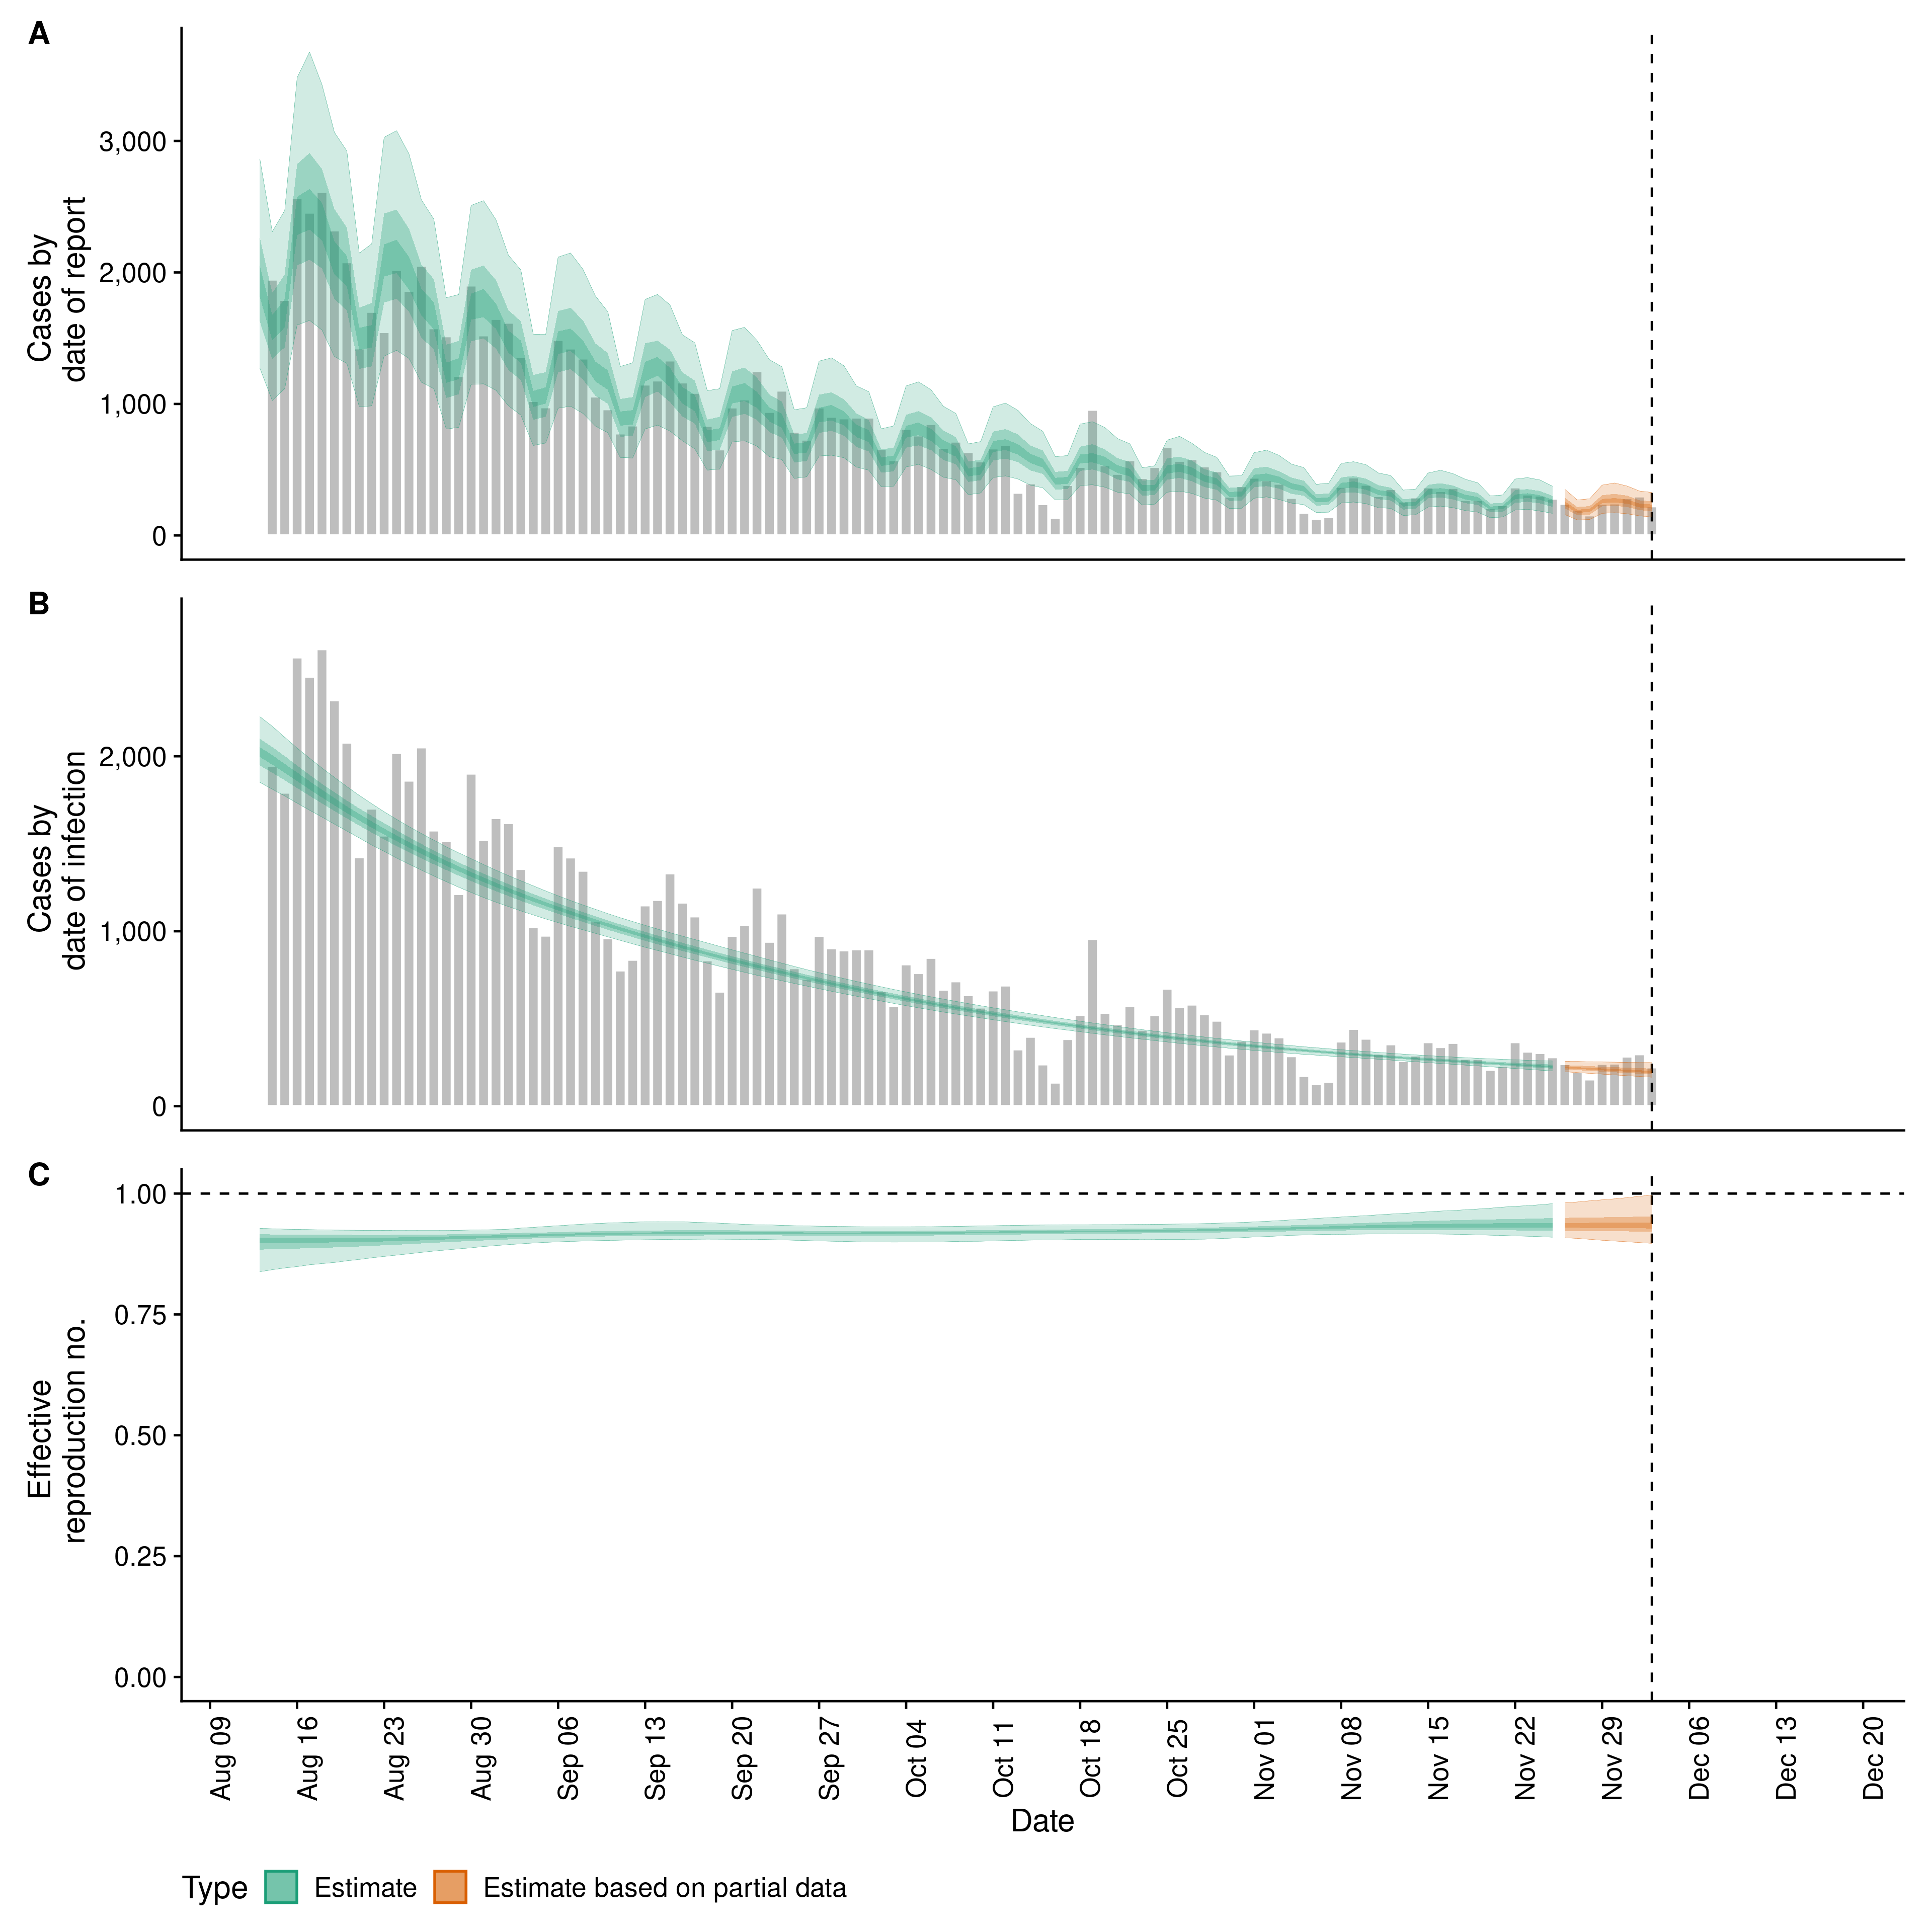 A
Cases by
date of report
3,000
2,000
1,000
0
B
Cases by
date of infection
2,000
1,000
0
C
Effective
reproduction no.
1.00
0.75
0.50
0.25
0.00
Aug 09
Aug 16
Aug 23
Aug 30
Sep 06
Sep 13
Sep 20
Sep 27
Oct 04
Oct 11
Oct 18
Oct 25
Nov 01
Nov 08
Nov 15
Nov 22
Nov 29
Dec 06
Dec 13
Dec 20
Date
Type Estimate Estimate based on partial data